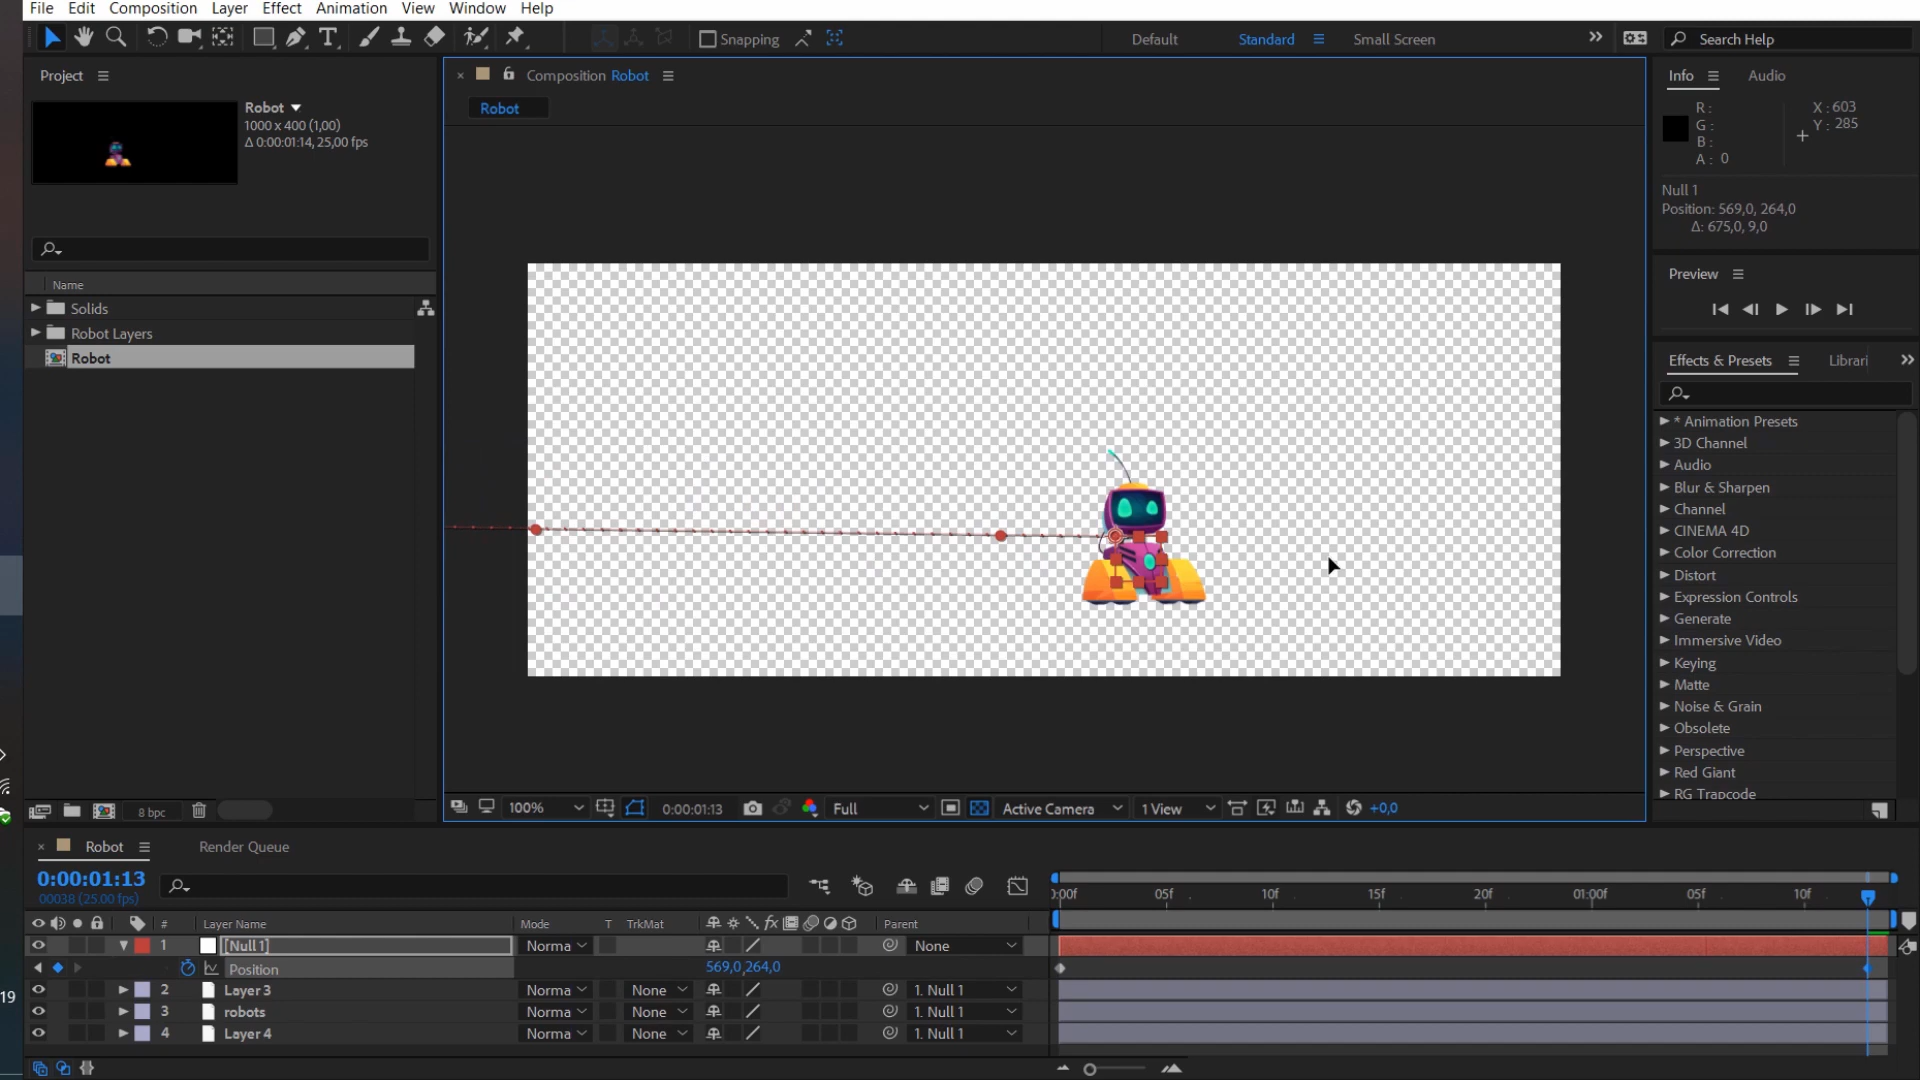 File Edit Composition Layer Effect Animation View Window Help
Snapping
Default Standard Small Screen
Search Help
Project
Robot
1000 x 400 (1,00)
Δ 0:00:01:14, 25,00 fps
Name
Solids
Robot Layers
Robot
8 bpc
Composition Robot
Robot
100%
0:00:01:13
Full
Active Camera
1 View
+0,0
Info Audio
R :
G :
B :
A : 0
X : 603
Y : 285
Null 1
Position: 569,0, 264,0
Δ: 675,0, 9,0
Preview
Effects & Presets Librari
* Animation Presets
3D Channel
Audio
Blur & Sharpen
Channel
CINEMA 4D
Color Correction
Distort
Expression Controls
Generate
Immersive Video
Keying
Matte
Noise & Grain
Obsolete
Perspective
Red Giant
RG Trapcode
Robot Render Queue
0:00:01:13
00038 (25.00 fps)
):00f 05f 10f 15f 20f 01:00f 05f 10f
# Layer Name Mode T TrkMat fx Parent
1 [Null 1] Norma None
Position 569,0,264,0
2 Layer 3 Norma None 1. Null 1
3 robots Norma None 1. Null 1
4 Layer 4 Norma None 1. Null 1
19